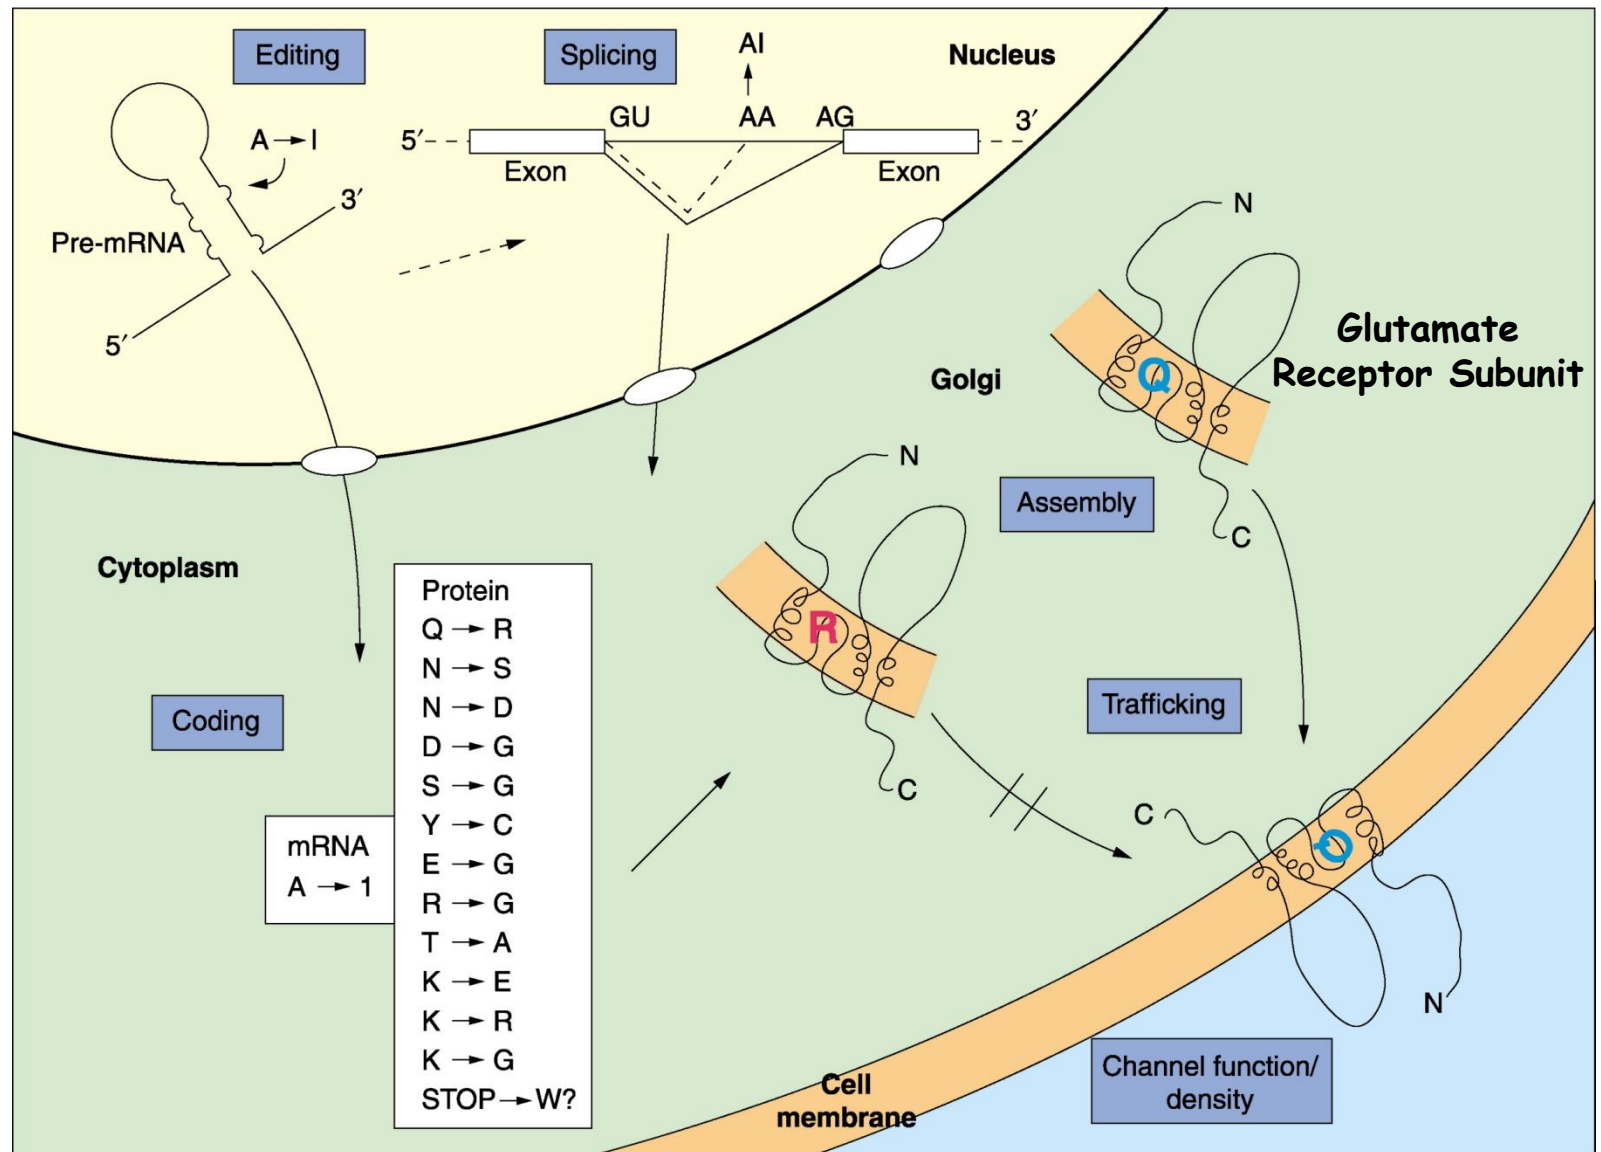 Editing
Splicing
AI
Nucleus
GU
AA
AG
5′
3′
Exon
Exon
A → I
3′
Pre-mRNA
5′
N
Glutamate
Receptor Subunit
Golgi
Q
N
Assembly
C
Cytoplasm
Protein
Q → R
N → S
N → D
D → G
S → G
Y → C
E → G
R → G
T → A
K → E
K → R
K → G
STOP → W?
R
Coding
Trafficking
C
mRNA
A → 1
C
Q
N
Channel function/
density
Cell
membrane